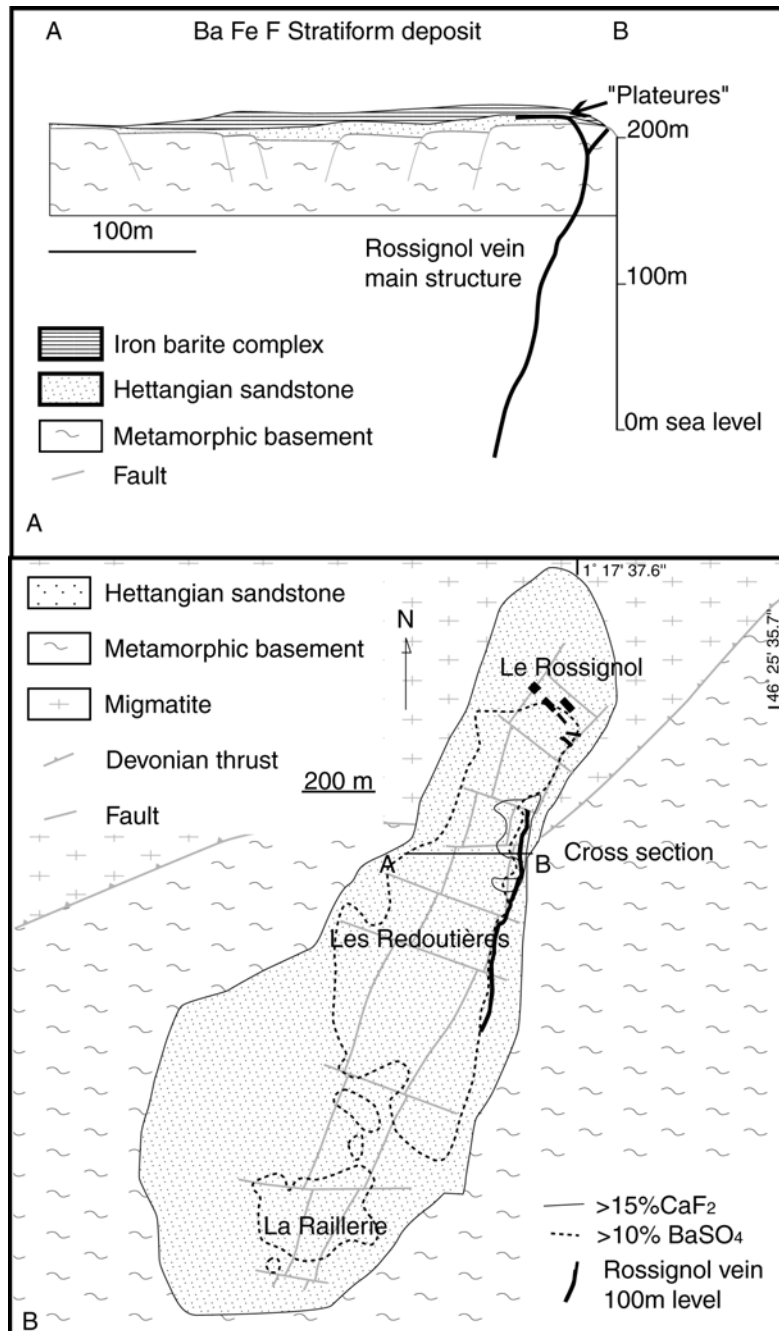 A Ba Fe F Stratiform deposit B
"Plateures"
200m
100m
Rossignol vein
main structure
100m
Iron barite complex
Hettangian sandstone
Metamorphic basement
0m sea level
Fault
A
Hettangian sandstone
1° 17' 37.6"
N
Metamorphic basement
Le Rossignol
46° 25' 35.7"
Migmatite
Devonian thrust
200 m
Fault
A B Cross section
Les Redoutières
>15%CaF2
La Raillerie
>10% BaSO4
Rossignol vein
100m level
B